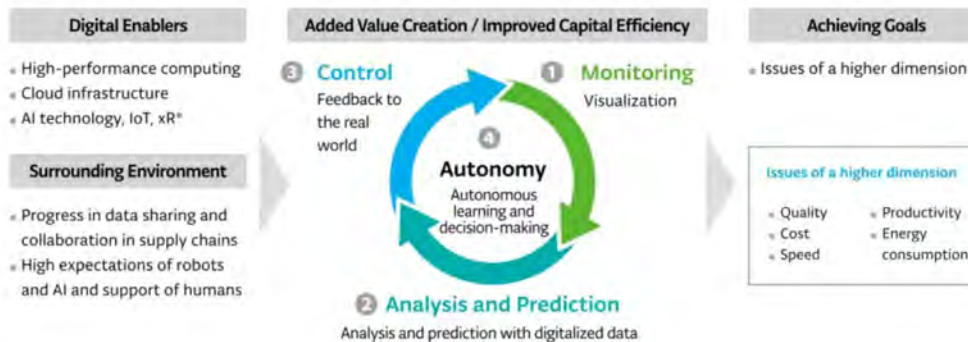 Digital Enablers
High-performance computing
Cloud infrastructure
AI technology, IoT, xR*
Surrounding Environment
Progress in data sharing and
collaboration in supply chains
High expectations of robots
and AI and support of humans
Added Value Creation / Improved Capital Efficiency
3 Control
Feedback to
the real
world
1 Monitoring
Visualization
4
Autonomy
Autonomous
learning and
decision-making
2 Analysis and Prediction
Analysis and prediction with digitalized data
Achieving Goals
Issues of a higher dimension
Issues of a higher dimension
Quality
Cost
Speed
Productivity
Energy
consumption